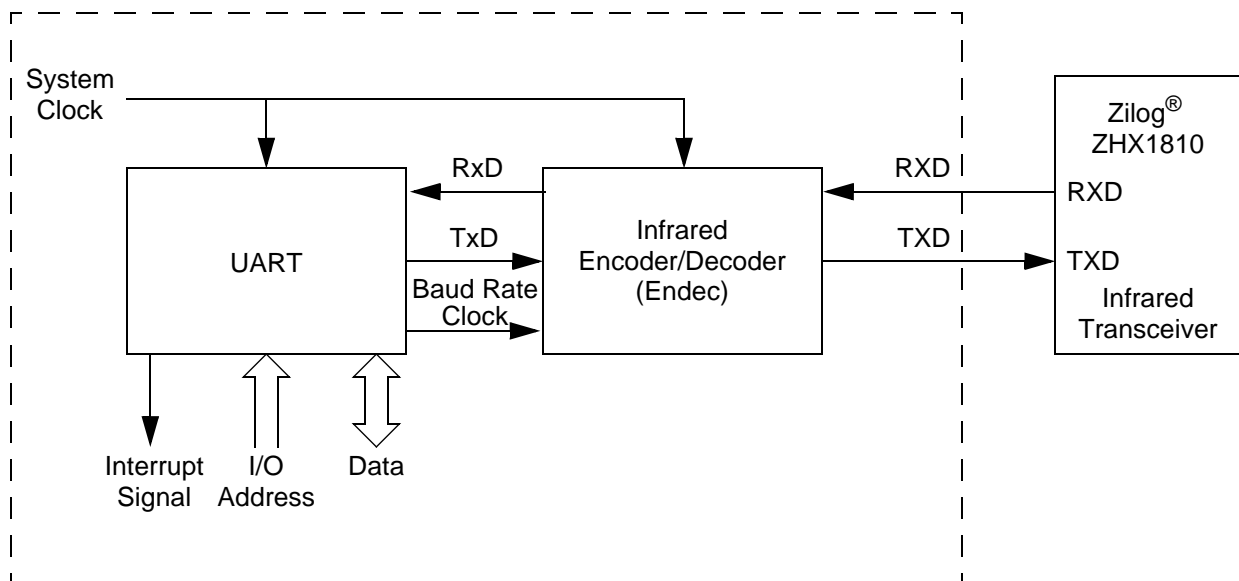 System
Clock
Zilog®
ZHX1810
RxD
RXD
RXD
UART
TxD
Infrared
Encoder/Decoder
(Endec)
TXD
TXD
Baud Rate
Clock
Infrared
Transceiver
Interrupt
Signal
I/O
Address
Data